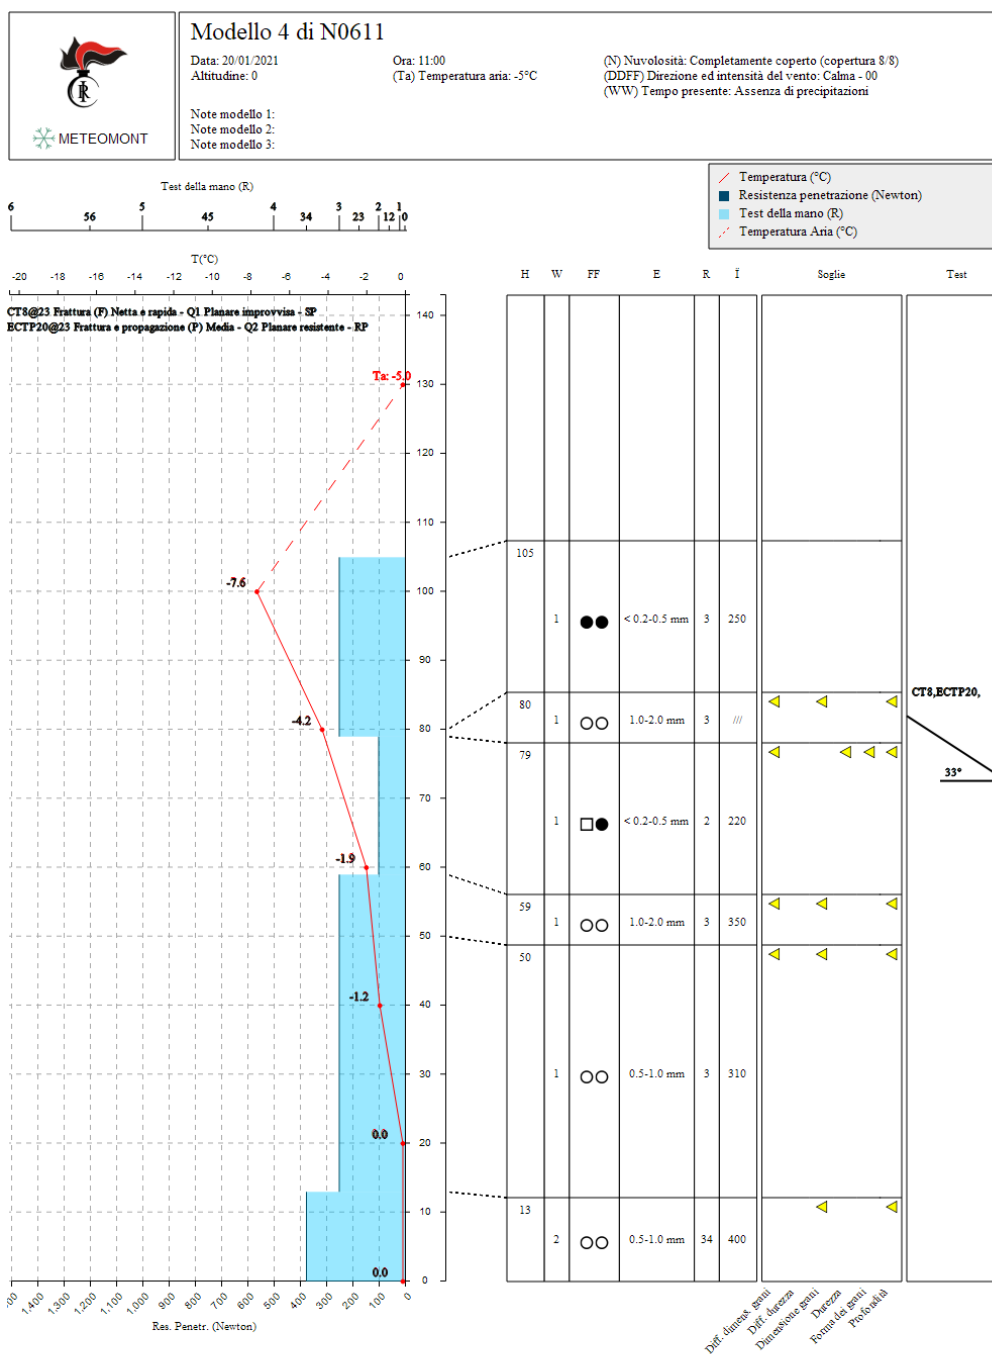 Modello 4 di N0611
Data: 20/01/2021
Ora: 11:00
(N) Nuvolosità: Completamente coperto (copertura 8/8)
Altitudine: 0
(Ta) Temperatura aria: -5°C
(DDFF) Direzione ed intensità del vento: Calma - 00
(WW) Tempo presente: Assenza di precipitazioni
Note modello 1:
Note modello 2:
Note modello 3:
METEOMONT
Temperatura (°C)
Resistenza penetrazione (Newton)
Test della mano (R)
Temperatura Aria (°C)
Test della mano (R)
6 5 4 3 2 1
56 45 34 23 12 0
T(°C)
-20 -16 -14 -12 -10 -8 -6 -4 -2 0
H W FF E R Ï Soglie Test
CT8@23 Frattura (F) Netta e rapida - Q1 Planare improvvisa - SP
ECTP20@23 Frattura e propagazione (P) Media - Q2 Planare resistente - RP
140
Ta: -5.0
130
120
110
105
-7.6
100
1 < 0.2-0.5 mm 3 250
90
80
CT8,ECTP20,
-4.2
80
1 1.0-2.0 mm 3 ///
79
33°
70
1 < 0.2-0.5 mm 2 220
-1.9
60
59
1 1.0-2.0 mm 3 350
50
50
-1.2
40
1 0.5-1.0 mm 3 310
30
0.0
20
13
10
2 0.5-1.0 mm 34 400
0.0
0
1,400 1,300 1,200 1,100 1,000 900 800 700 600 500 400 300 200 100 0
Res. Penetr. (Newton)
Diff. dimens. grani
Diff. durezza
Dimensione grani
Durezza
Forma dei grani
Profondità